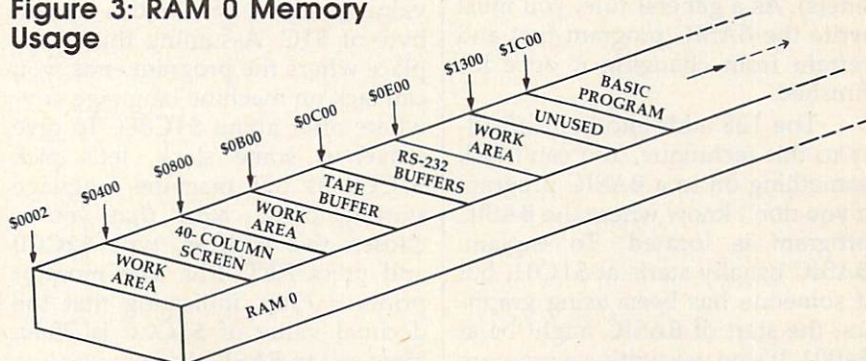 Figure 3: RAM 0 Memory
Usage
$0002
$0400
$0800
$0B00
$0C00
$0E00
$1300
$1C00
WORK
AREA
40-COLUMN
SCREEN
WORK
AREA
TAPE
BUFFER
RS-232
BUFFERS
WORK
AREA
UNUSED
BASIC
PROGRAM
RAM 0